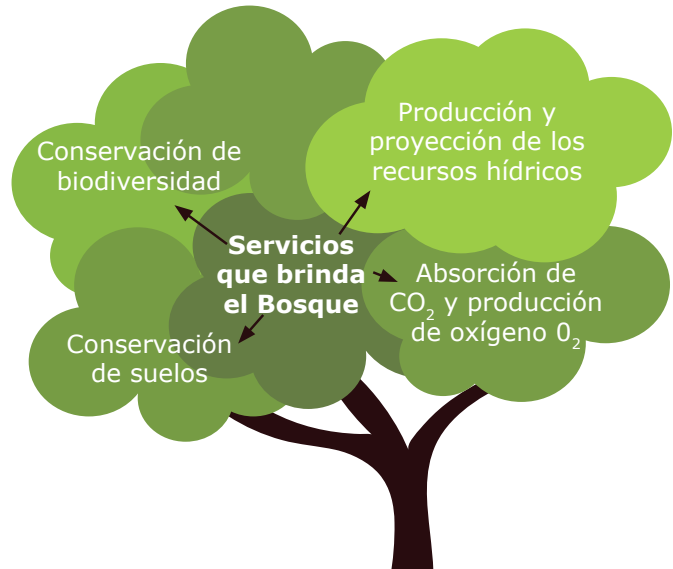 Producción y
proyección de los
recursos hídricos
Conservación de
biodiversidad
Servicios
que brinda
el Bosque
Absorción de
CO₂ y producción
de oxígeno 0₂
Conservación
de suelos